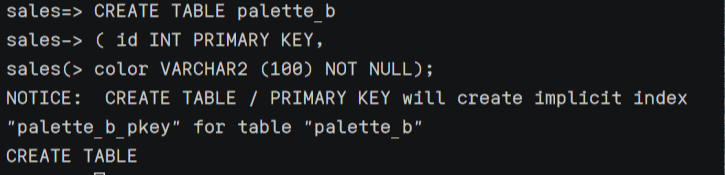 sales=> CREATE TABLE palette_b
sales-> ( id INT PRIMARY KEY,
sales(> color VARCHAR2 (100) NOT NULL);
NOTICE:  CREATE TABLE / PRIMARY KEY will create implicit index
"palette_b_pkey" for table "palette_b"
CREATE TABLE